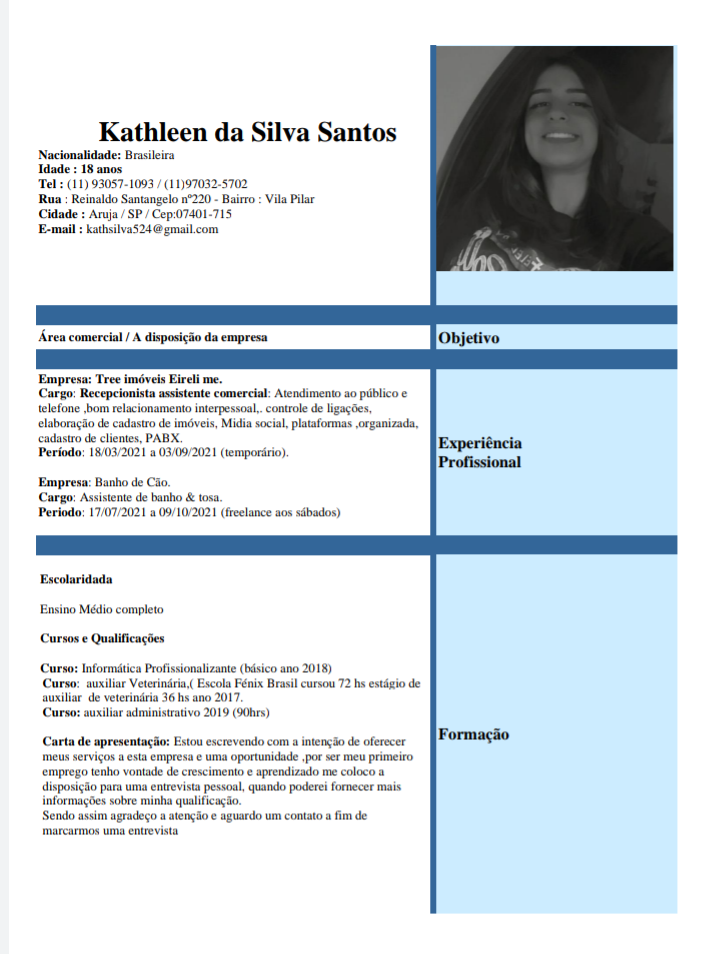 Kathleen da Silva Santos
Nacionalidade: Brasileira
Idade : 18 anos
Tel : (11) 93057-1093 / (11)97032-5702
Rua : Reinaldo Santangelo nº220 - Bairro : Vila Pilar
Cidade : Aruja / SP / Cep:07401-715
E-mail : kathsilva524@gmail.com
Área comercial / A disposição da empresa
Objetivo
Empresa: Tree imóveis Eireli me.
Cargo: Recepcionista assistente comercial: Atendimento ao público e
telefone ,bom relacionamento interpessoal,. controle de ligações,
elaboração de cadastro de imóveis, Midia social, plataformas ,organizada,
cadastro de clientes, PABX.
Período: 18/03/2021 a 03/09/2021 (temporário).
Empresa: Banho de Cão.
Cargo: Assistente de banho & tosa.
Periodo: 17/07/2021 a 09/10/2021 (freelance aos sábados)
Experiência
Profissional
Escolaridada
Ensino Médio completo
Cursos e Qualificações
Curso: Informática Profissionalizante (básico ano 2018)
Curso:  auxiliar Veterinária,( Escola Fénix Brasil cursou 72 hs estágio de
auxiliar  de veterinária 36 hs ano 2017.
Curso: auxiliar administrativo 2019 (90hrs)
Carta de apresentação: Estou escrevendo com a intenção de oferecer
meus serviços a esta empresa e uma oportunidade ,por ser meu primeiro
emprego tenho vontade de crescimento e aprendizado me coloco a
disposição para uma entrevista pessoal, quando poderei fornecer mais
informações sobre minha qualificação.
Sendo assim agradeço a atenção e aguardo um contato a fim de
marcarmos uma entrevista
Formação